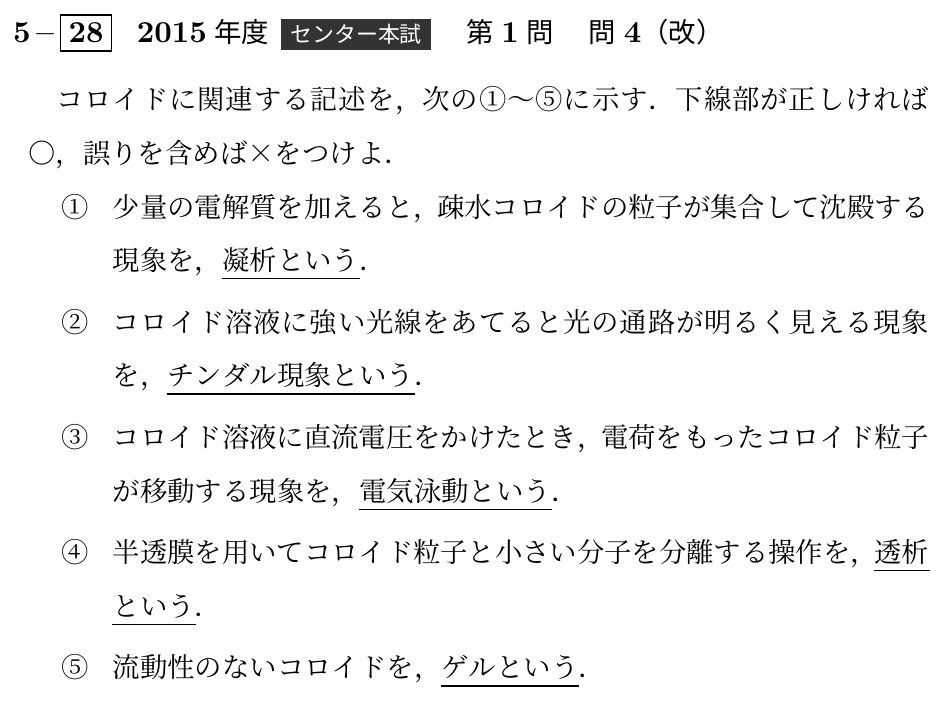 5−28 2015年度 センター本試 第1問 問4（改）
コロイドに関連する記述を，次の①〜⑤に示す．下線部が正しければ
〇，誤りを含めば×をつけよ．
① 少量の電解質を加えると，疎水コロイドの粒子が集合して沈殿する
現象を，凝析という．
② コロイド溶液に強い光線をあてると光の通路が明るく見える現象
を，チンダル現象という．
③ コロイド溶液に直流電圧をかけたとき，電荷をもったコロイド粒子
が移動する現象を，電気泳動という．
④ 半透膜を用いてコロイド粒子と小さい分子を分離する操作を，透析
という．
⑤ 流動性のないコロイドを，ゲルという．